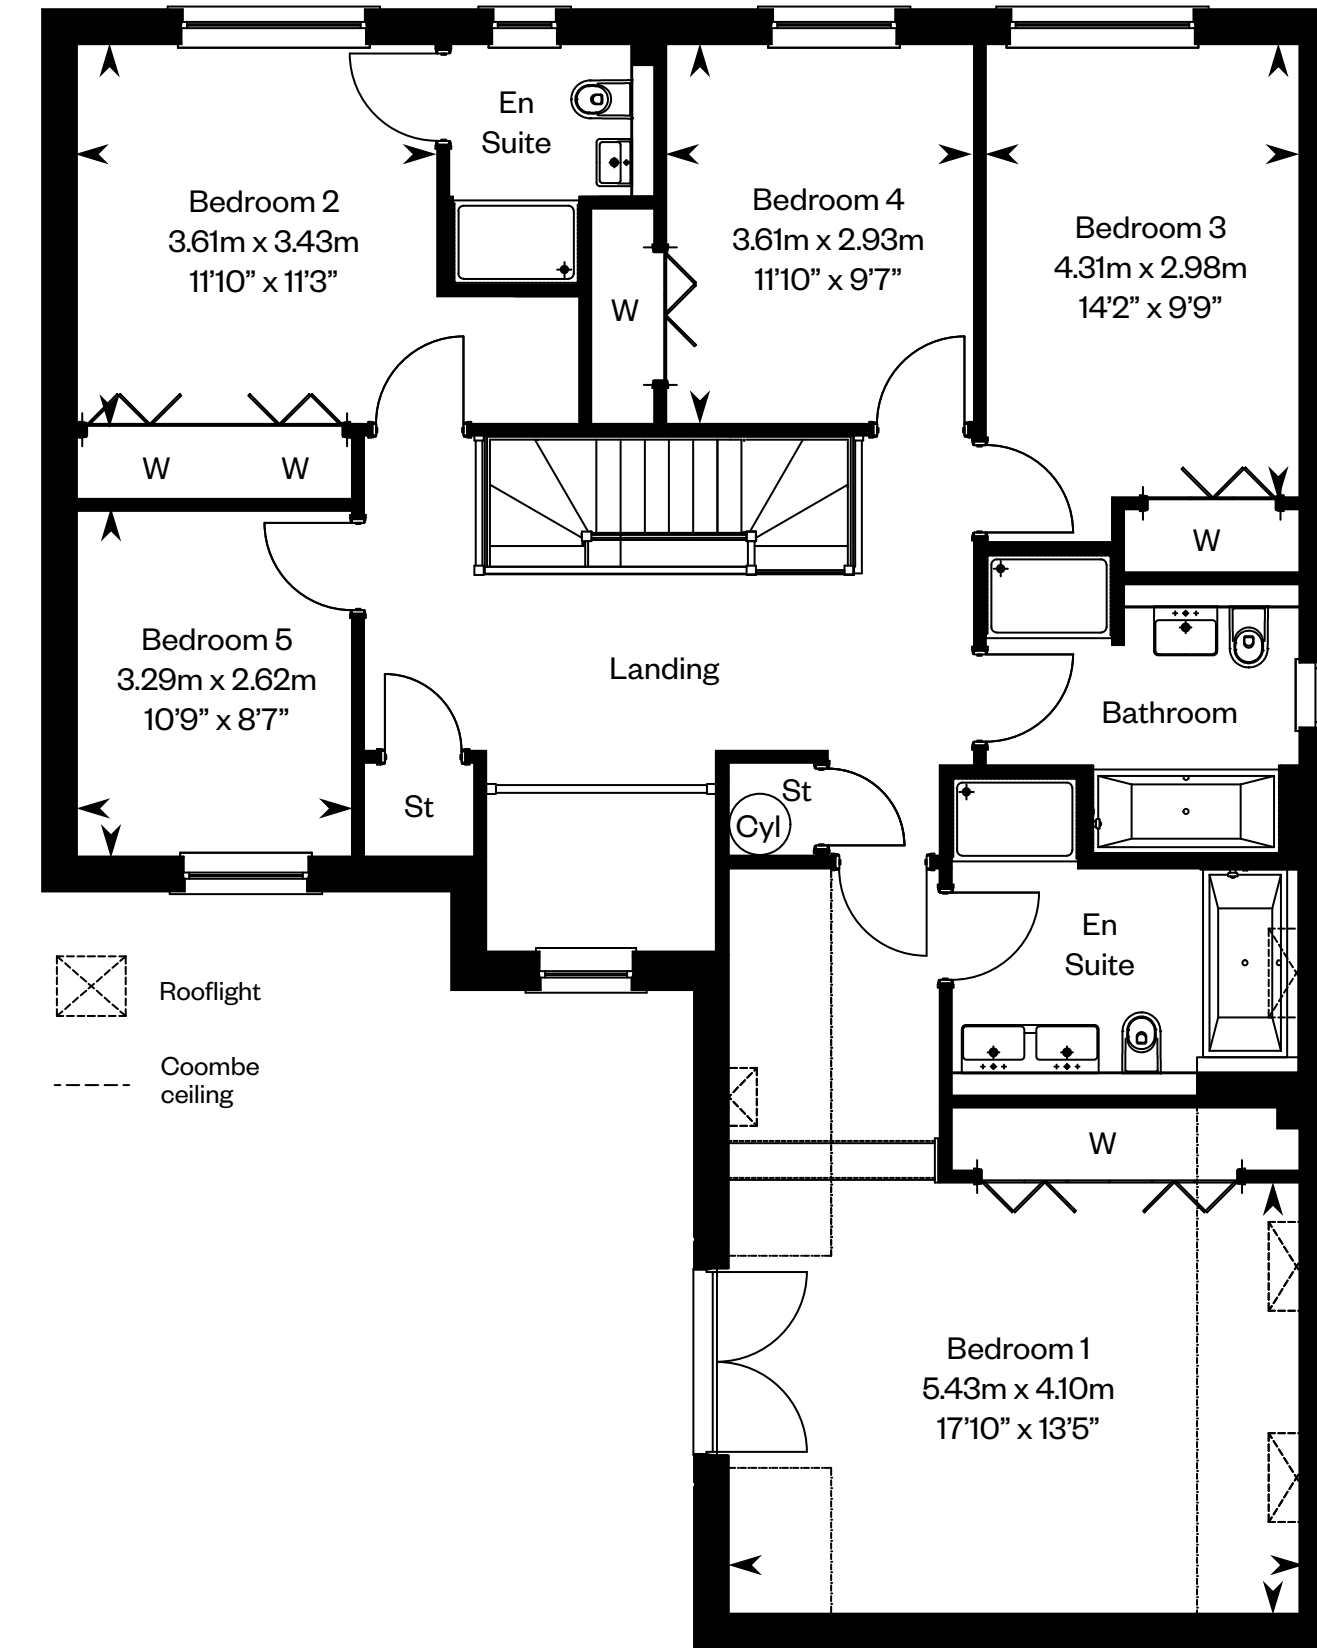 En
Suite
Bedroom 2
3.61m x 3.43m
11’10” x 11’3”
Bedroom 4
3.61m x 2.93m
11’10” x 9’7”
Bedroom 3
4.31m x 2.98m
14’2” x 9’9”
W
W
W
W
Bedroom 5
3.29m x 2.62m
10’9” x 8’7”
Landing
Bathroom
St
St
Cyl
En
Suite
Rooflight
Coombe
ceiling
W
Bedroom 1
5.43m x 4.10m
17’10” x 13’5”